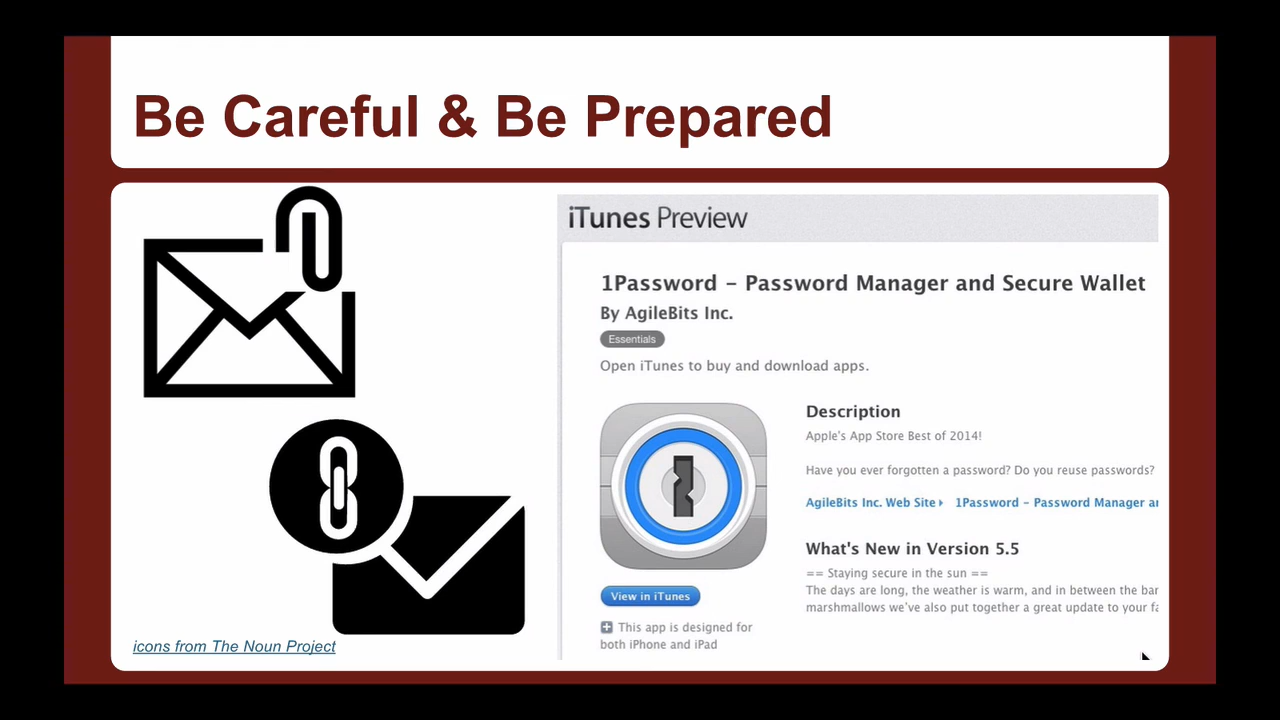 Be Careful & Be Prepared
iTunes Preview
1Password – Password Manager and Secure Wallet
By AgileBits Inc.
Essentials
Open iTunes to buy and download apps.
Description
Apple's App Store Best of 2014!
Have you ever forgotten a password? Do you reuse passwords?
AgileBits Inc. Web Site 1Password – Password Manager
What's New in Version 5.5
== Staying secure in the sun ==
The days are long, the weather is warm, and in between the
marshmallows we've also put together a great update to your
View in iTunes
This app is designed for
both iPhone and iPad
icons from The Noun Project